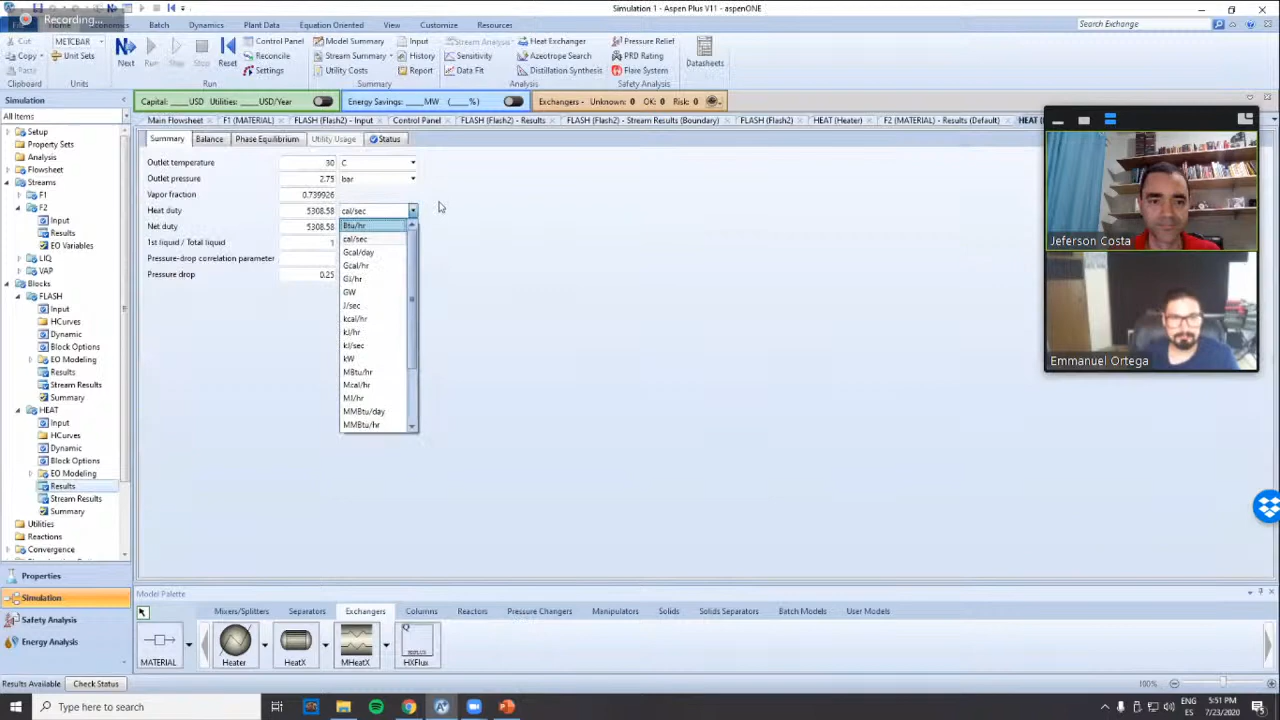 Simulation 1 - Aspen Plus V11 - aspenONE
Recording...
Economics Batch Dynamics Plant Data Equation Oriented View Customize Resources
Search Exchange
Cut METCBAR Control Panel Model Summary Input Stream Analysis Heat Exchanger Pressure Relief
Copy Unit Sets Next Run Step Stop Reset Reconcile Stream Summary History Sensitivity Azeotrope Search PRD Rating Datasheets
Paste Settings Utility Costs Report Data Fit Distillation Synthesis Flare System
Clipboard Units Run Summary Analysis Safety Analysis
Simulation
Capital: ____USD Utilities: ____USD/Year
Energy Savings: ____MW (____%)
Exchangers - Unknown: 0 OK: 0 Risk: 0
All Items
Main Flowsheet F1 (MATERIAL) FLASH (Flash2) - Input Control Panel FLASH (Flash2) - Results FLASH (Flash2) - Stream Results (Boundary) FLASH (Flash2) HEAT (Heater) F2 (MATERIAL) - Results (Default) HEAT (H
Summary Balance Phase Equilibrium Utility Usage Status
Outlet temperature 30 C
Outlet pressure 2.75 bar
Vapor fraction 0.739926
Heat duty 5308.58 cal/sec
Net duty 5308.58
1st liquid / Total liquid 1
Pressure-drop correlation parameter
Pressure drop 0.25
Btu/hr
cal/sec
Gcal/day
Gcal/hr
GJ/hr
GW
J/sec
kcal/hr
kJ/hr
kJ/sec
kW
MBtu/hr
Mcal/hr
MJ/hr
MMBtu/day
MMBtu/hr
Setup
Property Sets
Analysis
Flowsheet
Streams
F1
F2
Input
Results
EO Variables
LIQ
VAP
Blocks
FLASH
Input
HCurves
Dynamic
Block Options
EO Modeling
Results
Stream Results
Summary
HEAT
Input
HCurves
Dynamic
Block Options
EO Modeling
Results
Stream Results
Summary
Utilities
Reactions
Convergence
Properties
Simulation
Safety Analysis
Energy Analysis
Jeferson Costa
Emmanuel Ortega
Model Palette
Mixers/Splitters Separators Exchangers Columns Reactors Pressure Changers Manipulators Solids Solids Separators Batch Models User Models
MATERIAL Heater HeatX MHeatX HXFlux
Results Available Check Status
100%
Type here to search
ENG
ES
5:51 PM
7/23/2020